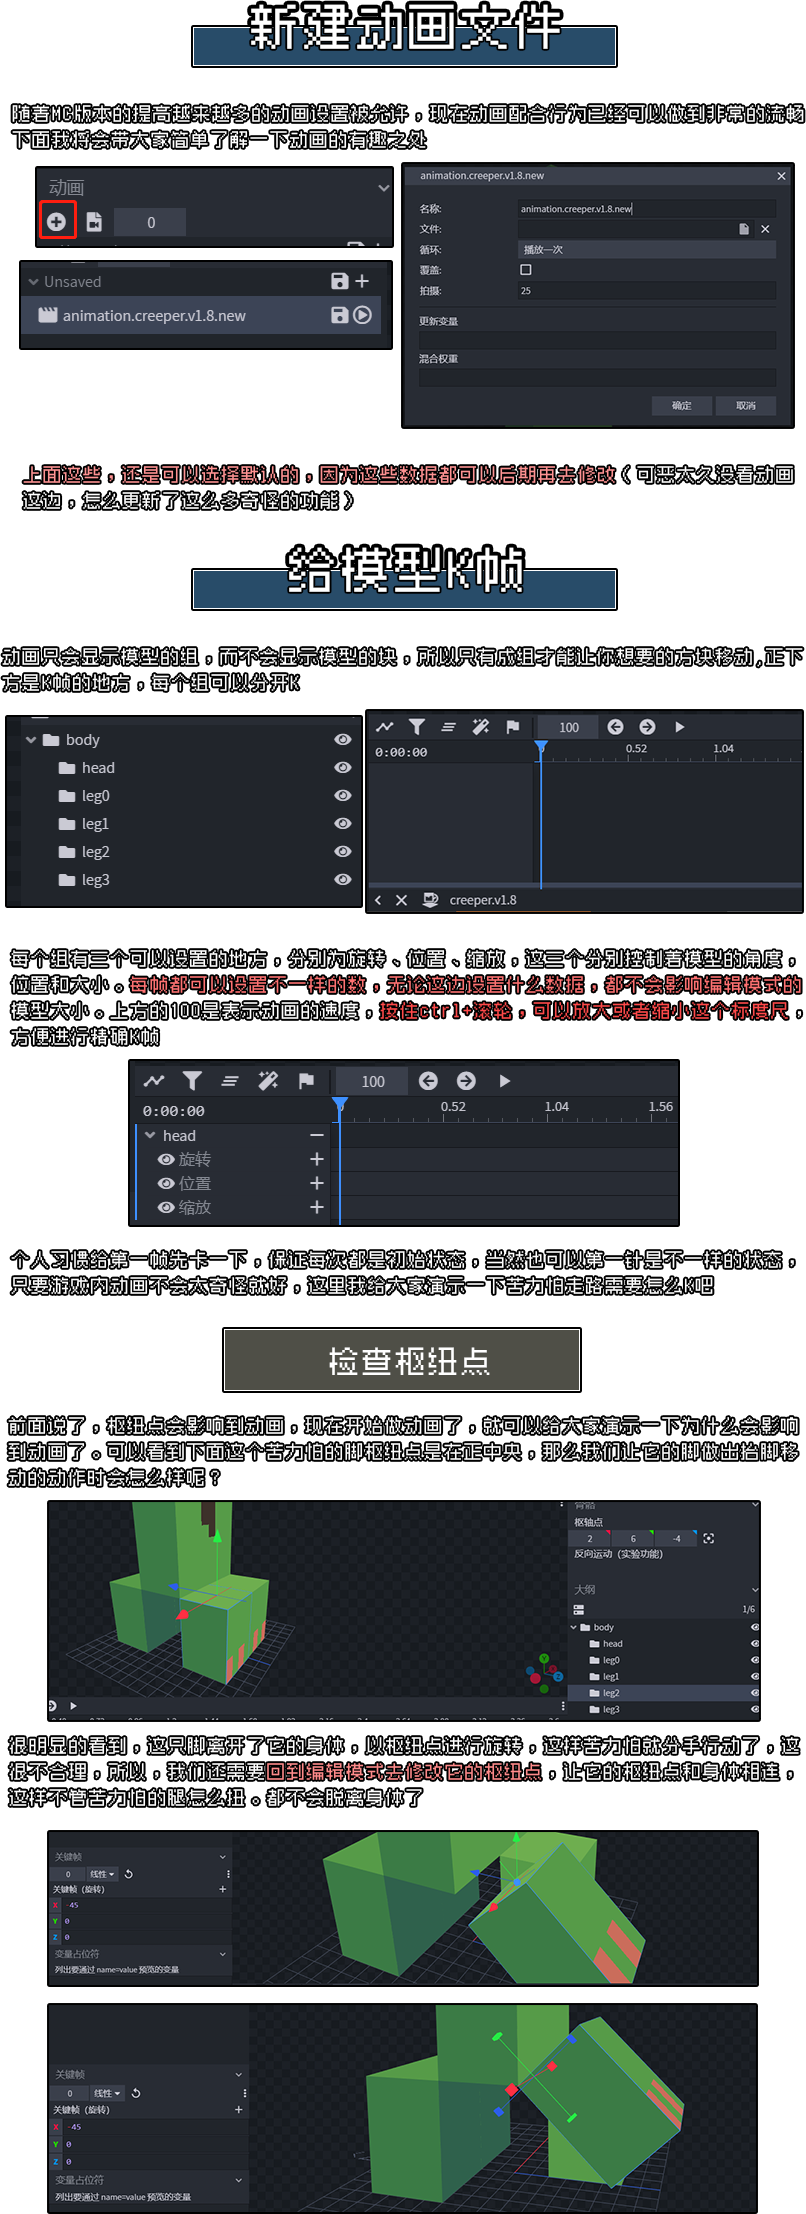 新建动画文件
随着MC版本的提高越来越多的动画设置被允许，现在动画配合行为已经可以做到非常的流畅
下面我将会带大家简单了解一下动画的有趣之处
动画
0
Unsaved
animation.creeper.v1.8.new
animation.creeper.v1.8.new
名称: animation.creeper.v1.8.new
文件:
循环: 播放一次
覆盖:
拍摄: 25
更新变量
混合权重
确定 取消
上面这些，还是可以选择默认的，因为这些数据都可以后期再去修改（可恶太久没看动画
这边，怎么更新了这么多奇怪的功能）
给模型K帧
动画只会显示模型的组，而不会显示模型的块，所以只有成组才能让你想要的方块移动,正下
方是K帧的地方，每个组可以分开K
body
head
leg0
leg1
leg2
leg3
100
0:00:00 0 0.52 1.04
creeper.v1.8
每个组有三个可以设置的地方，分别为旋转、位置、缩放，这三个分别控制着模型的角度，
位置和大小。每帧都可以设置不一样的数，无论这边设置什么数据，都不会影响编辑模式的
模型大小。上方的100是表示动画的速度，按住ctrl+滚轮，可以放大或者缩小这个标度尺，
方便进行精确K帧
100
0:00:00 0 0.52 1.04 1.56
head
旋转
位置
缩放
个人习惯给第一帧先卡一下，保证每次都是初始状态，当然也可以第一针是不一样的状态，
只要游戏内动画不会太奇怪就好，这里我给大家演示一下苦力怕走路需要怎么K吧
检查枢纽点
前面说了，枢纽点会影响到动画，现在开始做动画了，就可以给大家演示一下为什么会影响
到动画了。可以看到下面这个苦力怕的脚枢纽点是在正中央，那么我们让它的脚做出抬脚移
动的动作时会怎么样呢？
骨骼
枢轴点
2 6 -4
反向运动（实验功能）
大纲
1/6
body
head
leg0
leg1
leg2
leg3
很明显的看到，这只脚离开了它的身体，以枢纽点进行旋转，这样苦力怕就分手行动了，这
很不合理，所以，我们还需要回到编辑模式去修改它的枢纽点，让它的枢纽点和身体相连，
这样不管苦力怕的腿怎么扭。都不会脱离身体了
关键帧
0 线性
关键帧（旋转）
X -45
Y 0
Z 0
变量占位符
列出要通过 name=value 预览的变量
关键帧
0 线性
关键帧（旋转）
X -45
Y 0
Z 0
变量占位符
列出要通过 name=value 预览的变量